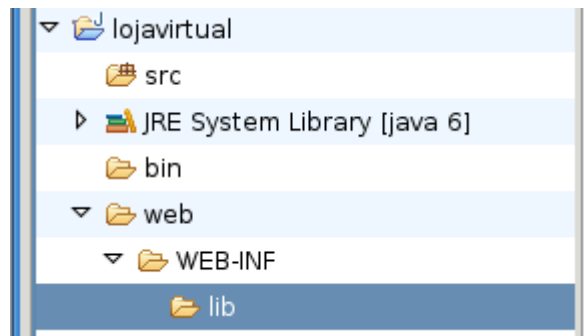 lojavirtual
src
JRE System Library [java 6]
bin
web
WEB-INF
lib